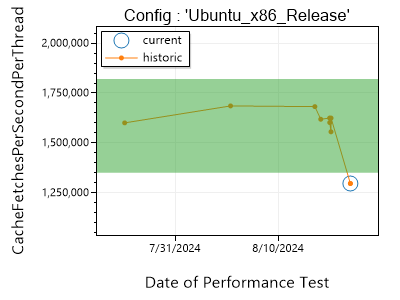 Config : 'Ubuntu_x86_Release'
CacheFetchesPerSecondPerThread
2,000,000
1,750,000
1,500,000
1,250,000
current
historic
7/31/2024
8/10/2024
Date of Performance Test